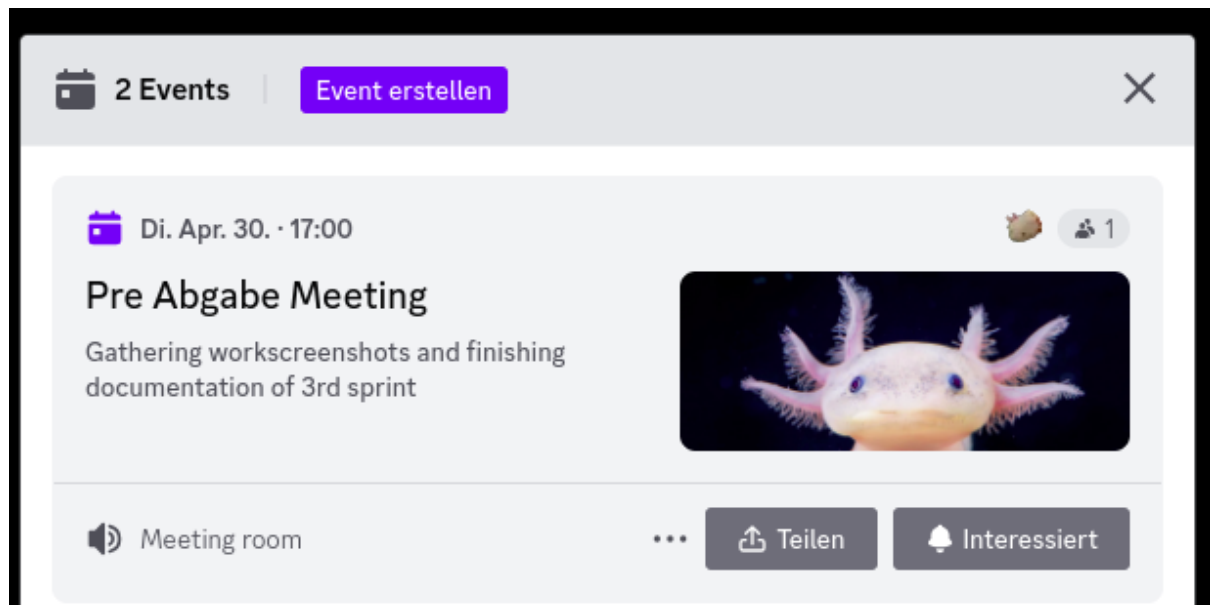 2 Events
Event erstellen
Di. Apr. 30. · 17:00
1
Pre Abgabe Meeting
Gathering workscreenshots and finishing
documentation of 3rd sprint
Meeting room
Teilen
Interessiert